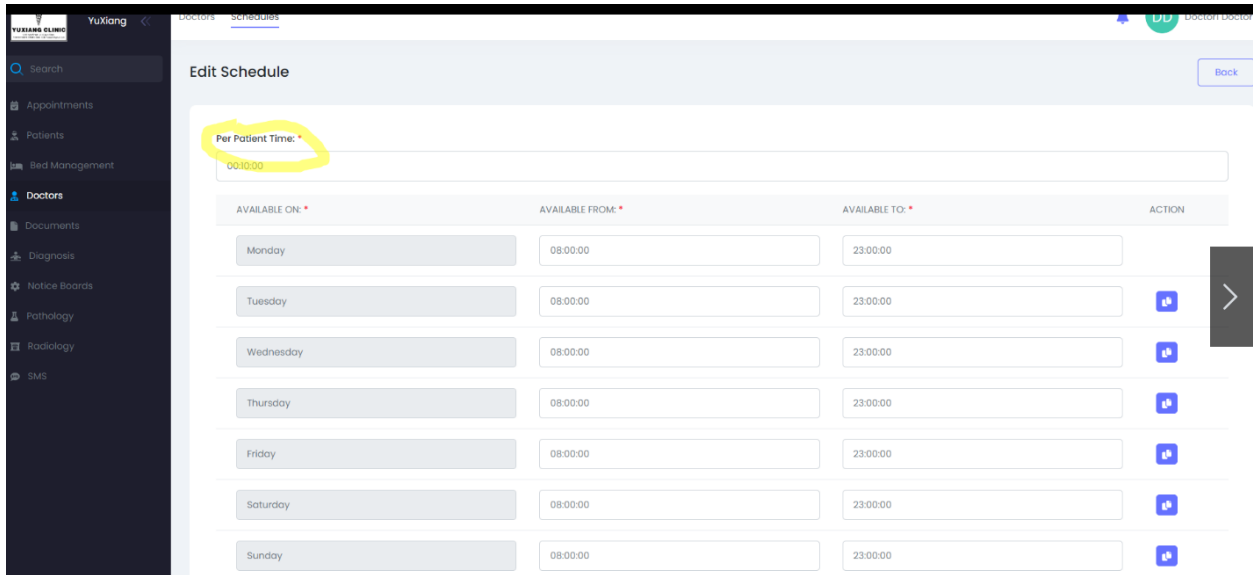 YuXiang
YUXIANG CLINIC
Doctors Schedules
DD Doctori Doctor
Search
Edit Schedule
Back
Appointments
Patients
Bed Management
Doctors
Documents
Diagnosis
Notice Boards
Pathology
Radiology
SMS
Per Patient Time: *
00:10:00
AVAILABLE ON: * AVAILABLE FROM: * AVAILABLE TO: * ACTION
Monday 08:00:00 23:00:00
Tuesday 08:00:00 23:00:00
Wednesday 08:00:00 23:00:00
Thursday 08:00:00 23:00:00
Friday 08:00:00 23:00:00
Saturday 08:00:00 23:00:00
Sunday 08:00:00 23:00:00